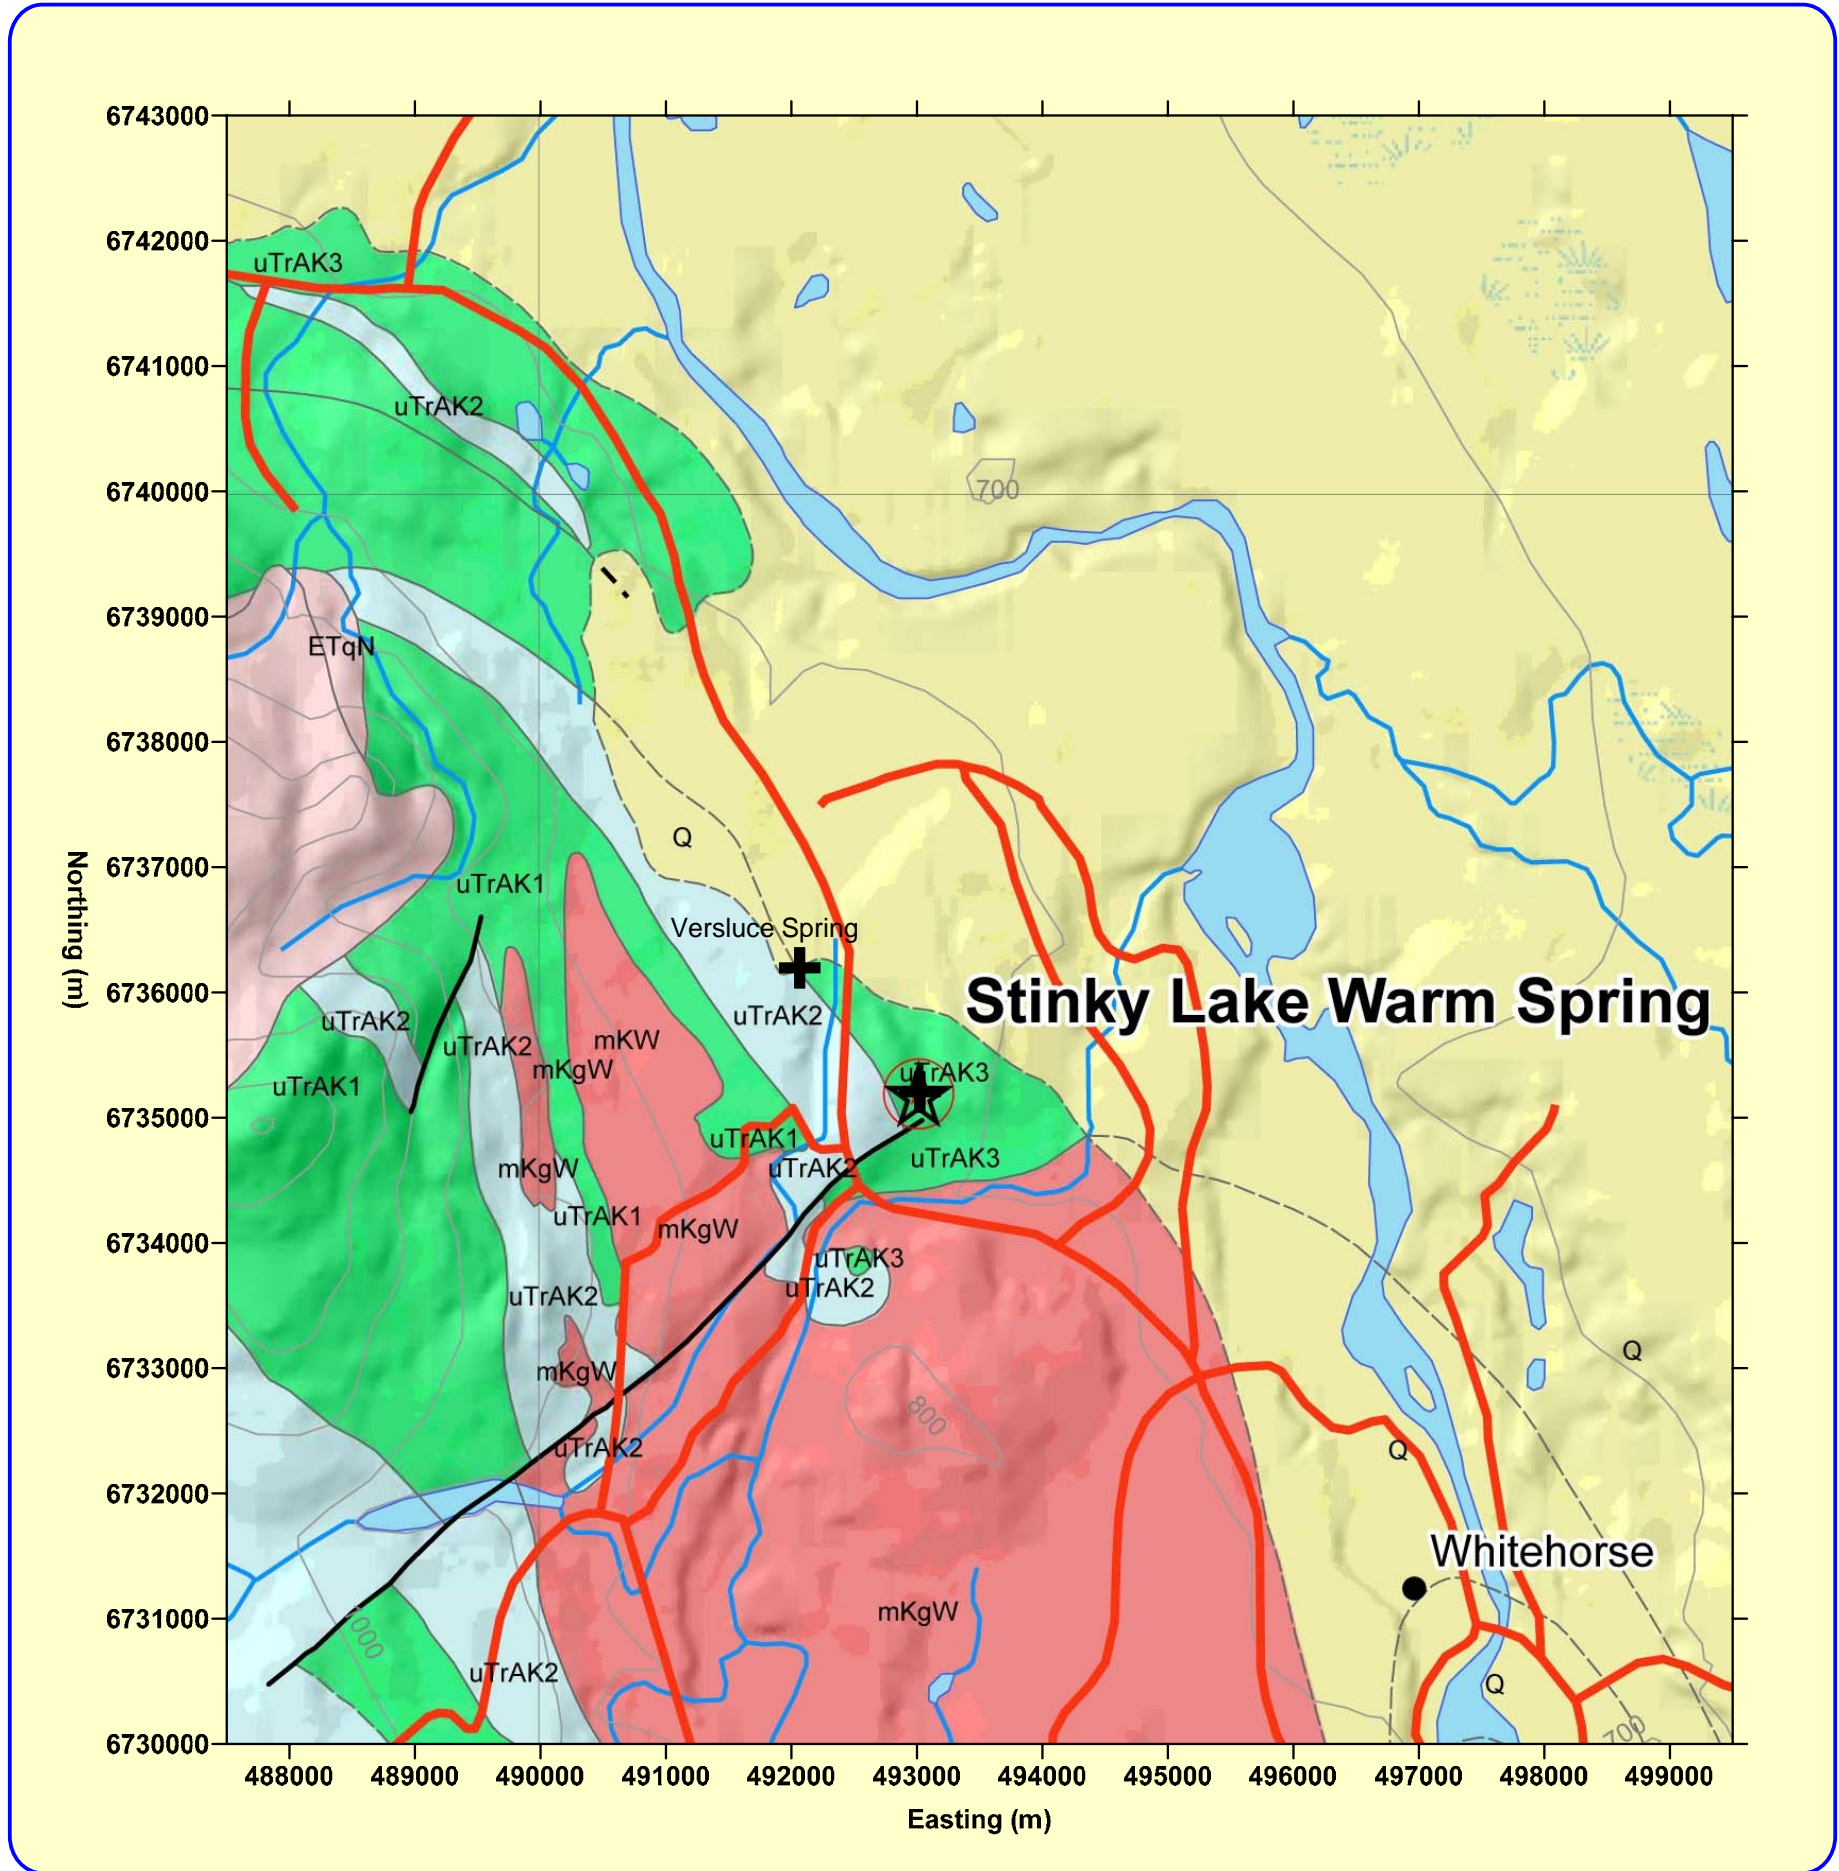 6743000
6742000
uTrAK3
6741000
uTrAK2
6740000
700
6739000
ETqN
6738000
Q
6737000
uTrAK1
Versluce Spring
Northing (m)
6736000
Stinky Lake Warm Spring
uTrAK2
uTrAK2
mKW
uTrAK2
mKgW
uTrAK3
uTrAK1
6735000
uTrAK1
uTrAK3
mKgW
uTrAK2
uTrAK1
mKgW
6734000
uTrAK3
uTrAK2
uTrAK2
Q
6733000
mKgW
800
uTrAK2
Q
6732000
Whitehorse
mKgW
6731000
000
uTrAK2
Q
700
6730000
488000 489000 490000 491000 492000 493000 494000 495000 496000 497000 498000 499000
Easting (m)